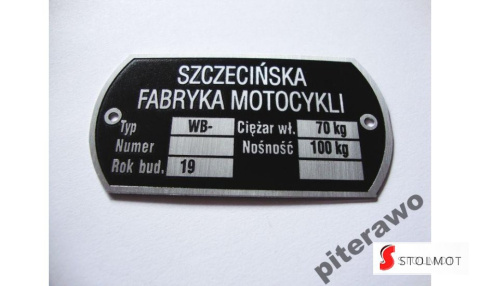 SZCZECIŃSKA
FABRYKA MOTOCYKLI
Typ WB- Ciężar wł. 70 kg
Numer Nośność 100 kg
Rok bud. 19
piterawo
STOLMOT